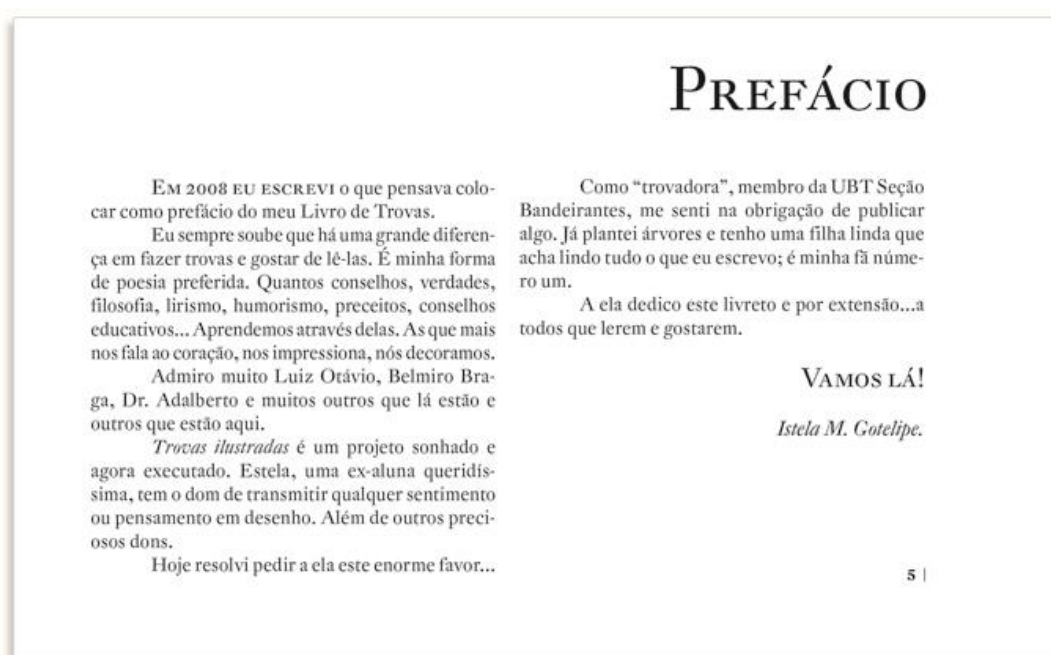 PREFÁCIO
EM 2008 EU ESCREVI o que pensava colo-
car como prefácio do meu Livro de Trovas.
Eu sempre soube que há uma grande diferen-
ça em fazer trovas e gostar de lê-las. É minha forma
de poesia preferida. Quantos conselhos, verdades,
filosofia, lirismo, humorismo, preceitos, conselhos
educativos... Aprendemos através delas. As que mais
nos fala ao coração, nos impressiona, nós decoramos.
Admiro muito Luiz Otávio, Belmiro Bra-
ga, Dr. Adalberto e muitos outros que lá estão e
outros que estão aqui.
Trovas ilustradas é um projeto sonhado e
agora executado. Estela, uma ex-aluna queridís-
sima, tem o dom de transmitir qualquer sentimento
ou pensamento em desenho. Além de outros preci-
osos dons.
Hoje resolvi pedir a ela este enorme favor...
Como “trovadora”, membro da UBT Seção
Bandeirantes, me senti na obrigação de publicar
algo. Já plantei árvores e tenho uma filha linda que
acha lindo tudo o que eu escrevo; é minha fã núme-
ro um.
A ela dedico este livreto e por extensão...a
todos que lerem e gostarem.
VAMOS LÁ!
Istela M. Gotelipe.
5 |